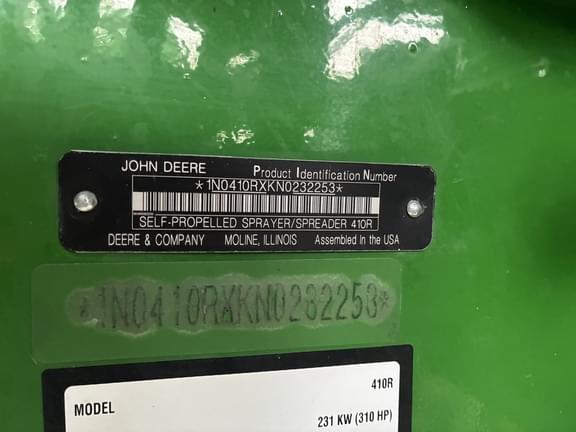 JOHN DEERE Product Identification Number
*1N0410RXKN0232253*
SELF-PROPELLED SPRAYER/SPREADER 410R
DEERE & COMPANY MOLINE, ILLINOIS Assembled In the USA
*1N0410RXKN0232253*
410R
MODEL
231 KW (310 HP)